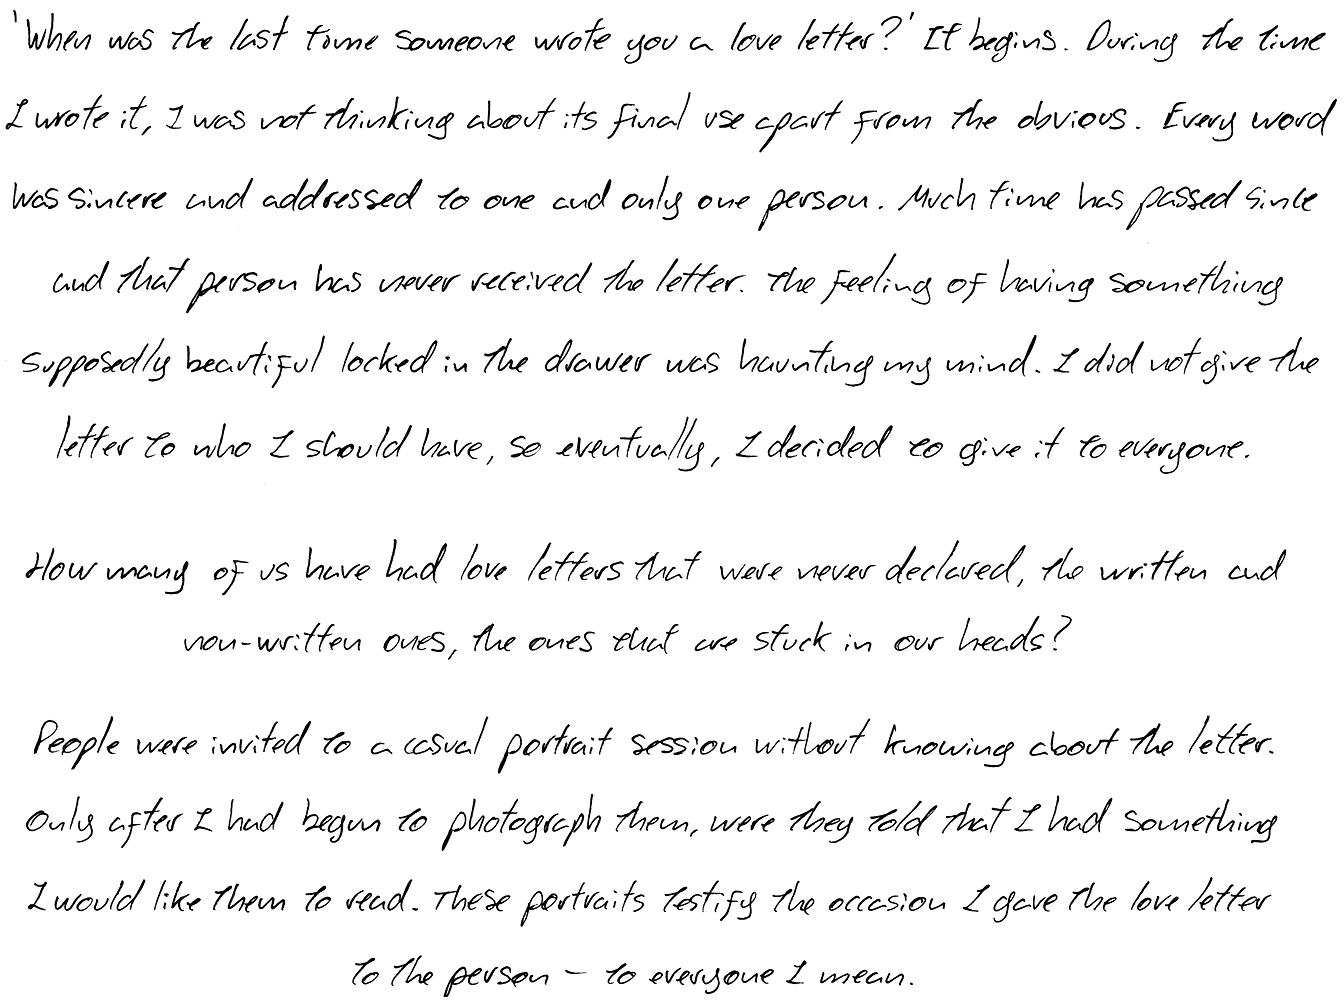 'When was the last time someone wrote you a love letter?' It begins. During the time
I wrote it, I was not thinking about its final use apart from the obvious. Every word
was sincere and addressed to one and only one person. Much time has passed since
and that person has never received the letter. The feeling of having something
supposedly beautiful locked in the drawer was haunting my mind. I did not give the
letter to who I should have, so eventually, I decided to give it to everyone.
How many of us have had love letters that were never declared, the written and
non-written ones, the ones that are stuck in our heads?
People were invited to a casual portrait session without knowing about the letter.
Only after I had begun to photograph them, were they told that I had something
I would like them to read. These portraits testify the occasion I gave the love letter
to the person – to everyone I mean.